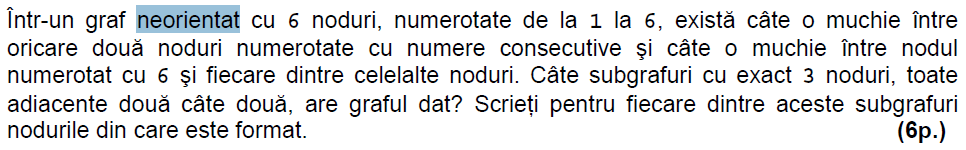 Într-un graf neorientat cu 6 noduri, numerotate de la 1 la 6, există câte o muchie între
oricare două noduri numerotate cu numere consecutive şi câte o muchie între nodul
numerotat cu 6 şi fiecare dintre celelalte noduri. Câte subgrafuri cu exact 3 noduri, toate
adiacente două câte două, are graful dat? Scrieţi pentru fiecare dintre aceste subgrafuri
nodurile din care este format. (6p.)